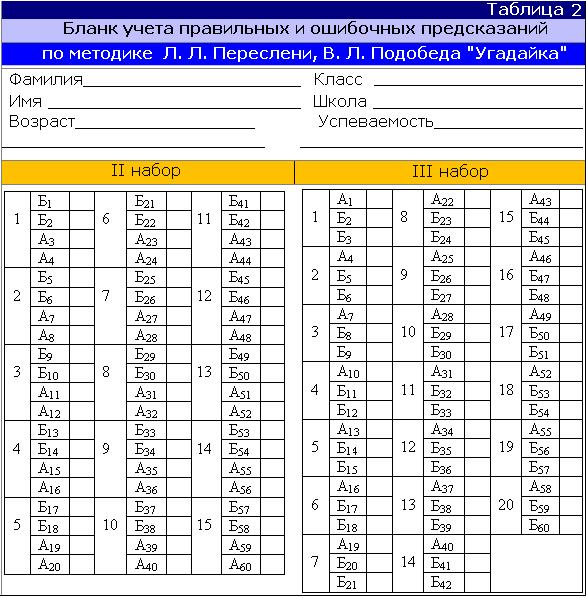 Таблица 2
Бланк учета правильных и ошибочных предсказаний
по методике Л. Л. Переслени, В. Л. Подобеда "Угадайка"
Фамилия Класс
Имя Школа
Возраст Успеваемость
II набор
1
Б1
Б2
А3
А4
2
Б5
Б6
А7
А8
3
Б9
Б10
А11
А12
4
Б13
Б14
А15
А16
5
Б17
Б18
А19
А20
6
Б21
Б22
А23
А24
7
Б25
Б26
А27
А28
8
Б29
Б30
А31
А32
9
Б33
Б34
А35
А36
10
Б37
Б38
А39
А40
11
Б41
Б42
А43
А44
12
Б45
Б46
А47
А48
13
Б49
Б50
А51
А52
14
Б53
Б54
А55
А56
15
Б57
Б58
А59
А60
III набор
1
А1
Б2
Б3
2
А4
Б5
Б6
3
А7
Б8
Б9
4
А10
Б11
Б12
5
А13
Б14
Б15
6
А16
Б17
Б18
7
А19
Б20
Б21
8
А22
Б23
Б24
9
А25
Б26
Б27
10
А28
Б29
Б30
11
А31
Б32
Б33
12
А34
Б35
Б36
13
А37
Б38
Б39
14
А40
Б41
Б42
15
А43
Б44
Б45
16
А46
Б47
Б48
17
А49
Б50
Б51
18
А52
Б53
Б54
19
А55
Б56
Б57
20
А58
Б59
Б60